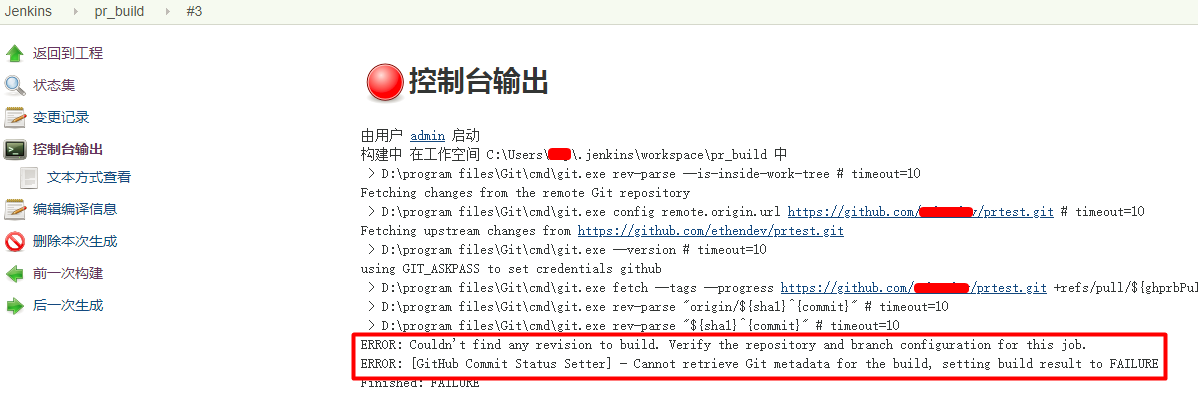 Jenkins pr_build #3
返回到工程
状态集
变更记录
控制台输出
文本方式查看
编辑编译信息
删除本次生成
前一次构建
后一次生成
控制台输出
由用户 admin 启动
构建中 在工作空间 C:\Users\ \.jenkins\workspace\pr_build 中
> D:\program files\Git\cmd\git.exe rev-parse --is-inside-work-tree # timeout=10
Fetching changes from the remote Git repository
> D:\program files\Git\cmd\git.exe config remote.origin.url https://github.com/ /prtest.git # timeout=10
Fetching upstream changes from https://github.com/ethendev/prtest.git
> D:\program files\Git\cmd\git.exe --version # timeout=10
using GIT_ASKPASS to set credentials github
> D:\program files\Git\cmd\git.exe fetch --tags --progress https://github.com/ /prtest.git +refs/pull/${ghprbPul
> D:\program files\Git\cmd\git.exe rev-parse "origin/${sha1}^{commit}" # timeout=10
> D:\program files\Git\cmd\git.exe rev-parse "${sha1}^{commit}" # timeout=10
ERROR: Couldn't find any revision to build. Verify the repository and branch configuration for this job.
ERROR: [GitHub Commit Status Setter] - Cannot retrieve Git metadata for the build, setting build result to FAILURE
Finished: FAILURE